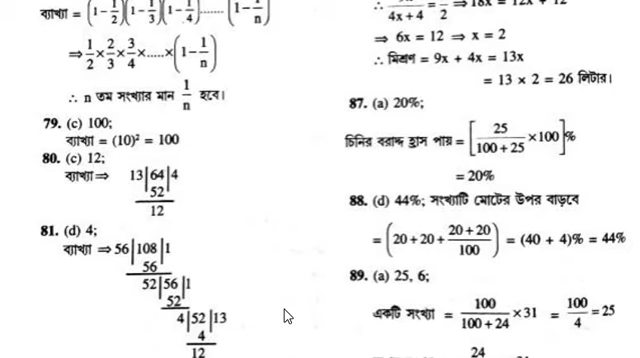 ব্যাখ্যা = (1-1/2)(1-1/3)(1-1/4)......(1-1/n)
⇒ 1/2×2/3×3/4×.....×(1-1/n)
∴ n তম সংখ্যার মান 1/n হবে।
79. (c) 100;
ব্যাখ্যা = (10)² = 100
80. (c) 12;
ব্যাখ্যা ⇒ 13|64|4
52
12
81. (d) 4;
ব্যাখ্যা ⇒ 56|108|1
56
52|56|1
52
4|52|13
4
12
4x+4 = 1/2 ⇒ 18x = 12x + 12
⇒ 6x = 12 ⇒ x = 2
∴ মিশ্রণ = 9x + 4x = 13x
= 13 × 2 = 26 লিটার।
87. (a) 20%;
চিনির বরাদ্দ হ্রাস পায় = [25/100+25 ×100]%
= 20%
88. (d) 44%; সংখ্যাটি মোটের উপর বাড়বে
= (20+20+ 20+20/100) = (40 + 4)% = 44%
89. (a) 25, 6;
একটি সংখ্যা = 100/100+24 ×31 = 100/4 = 25
24